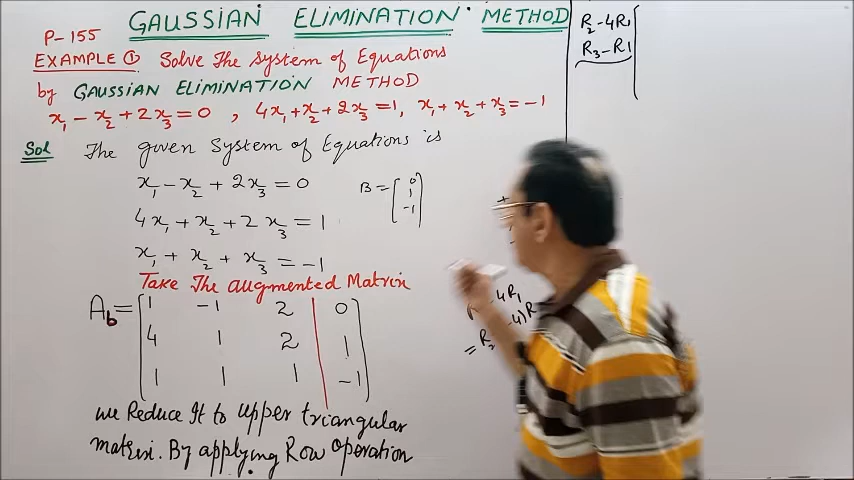 GAUSSIAN ELIMINATION METHOD
P-155
EXAMPLE ① Solve The System of Equations
by GAUSSIAN ELIMINATION METHOD
x₁ - x₂ + 2x₃ = 0 , 4x₁ + x₂ + 2x₃ = 1, x₁ + x₂ + x₃ = -1
Sol The given System of Equations is
x₁ - x₂ + 2x₃ = 0
4x₁ + x₂ + 2x₃ = 1
x₁ + x₂ + x₃ = -1
B = [0 1 -1]
Take The augmented Matrix
A_b = [1 -1 2 | 0
4 1 2 | 1
1 1 1 | -1]
we Reduce It to upper triangular
matrix. By applying Row operation
R₂ - 4R₁
R₃ - R₁